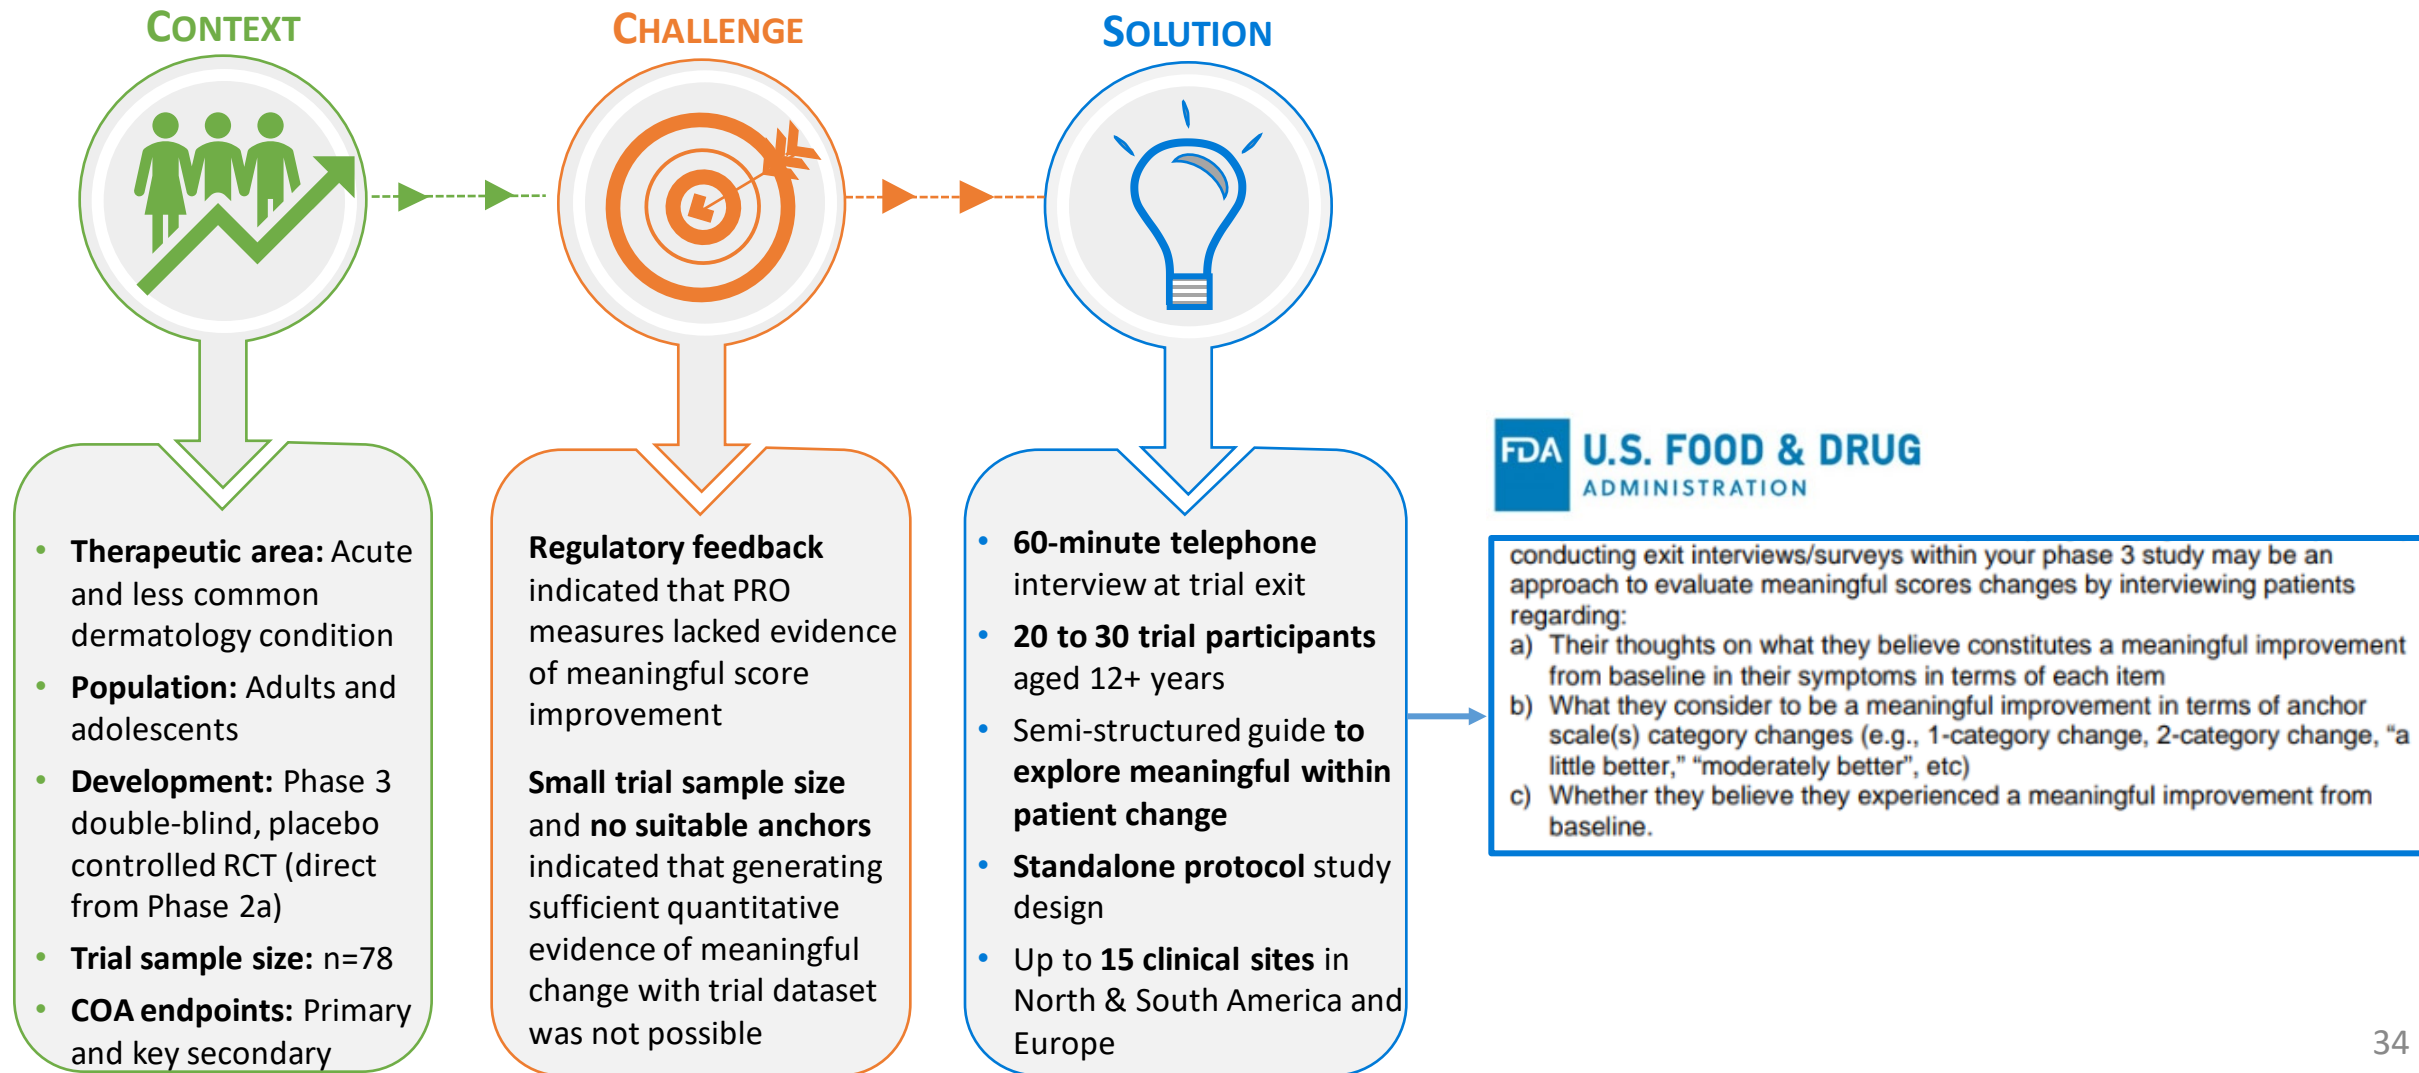 CONTEXT
• Therapeutic area: Acute
and less common
dermatology condition
• Population: Adults and
adolescents
• Development: Phase 3
double-blind, placebo
controlled RCT (direct
from Phase 2a)
• Trial sample size: n=78
• COA endpoints: Primary
and key secondary
CHALLENGE
Regulatory feedback
indicated that PRO
measures lacked evidence
of meaningful score
improvement
Small trial sample size
and no suitable anchors
indicated that generating
sufficient quantitative
evidence of meaningful
change with trial dataset
was not possible
SOLUTION
• 60-minute telephone
interview at trial exit
• 20 to 30 trial participants
aged 12+ years
• Semi-structured guide to
explore meaningful within
patient change
• Standalone protocol study
design
• Up to 15 clinical sites in
North & South America and
Europe
FDA U.S. FOOD & DRUG
ADMINISTRATION
conducting exit interviews/surveys within your phase 3 study may be an
approach to evaluate meaningful scores changes by interviewing patients
regarding:
a) Their thoughts on what they believe constitutes a meaningful improvement
from baseline in their symptoms in terms of each item
b) What they consider to be a meaningful improvement in terms of anchor
scale(s) category changes (e.g., 1-category change, 2-category change, “a
little better,” “moderately better”, etc)
c) Whether they believe they experienced a meaningful improvement from
baseline.
34